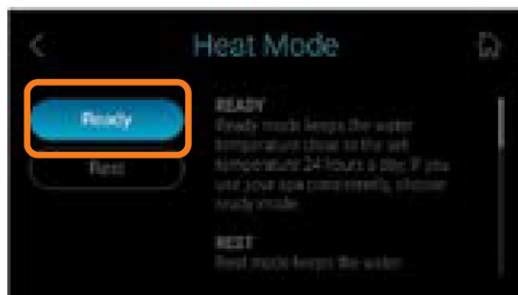 Heat Mode
Ready
Rest
READY
Ready mode keeps the water
temperature close to the set
temperature 24 hours a day. If you
use your spa consistently, choose
ready mode.
REST
Rest mode keeps the water